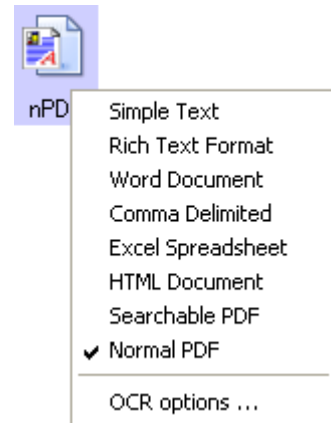 nPD
Simple Text
Rich Text Format
Word Document
Comma Delimited
Excel Spreadsheet
HTML Document
Searchable PDF
Normal PDF
OCR options ...